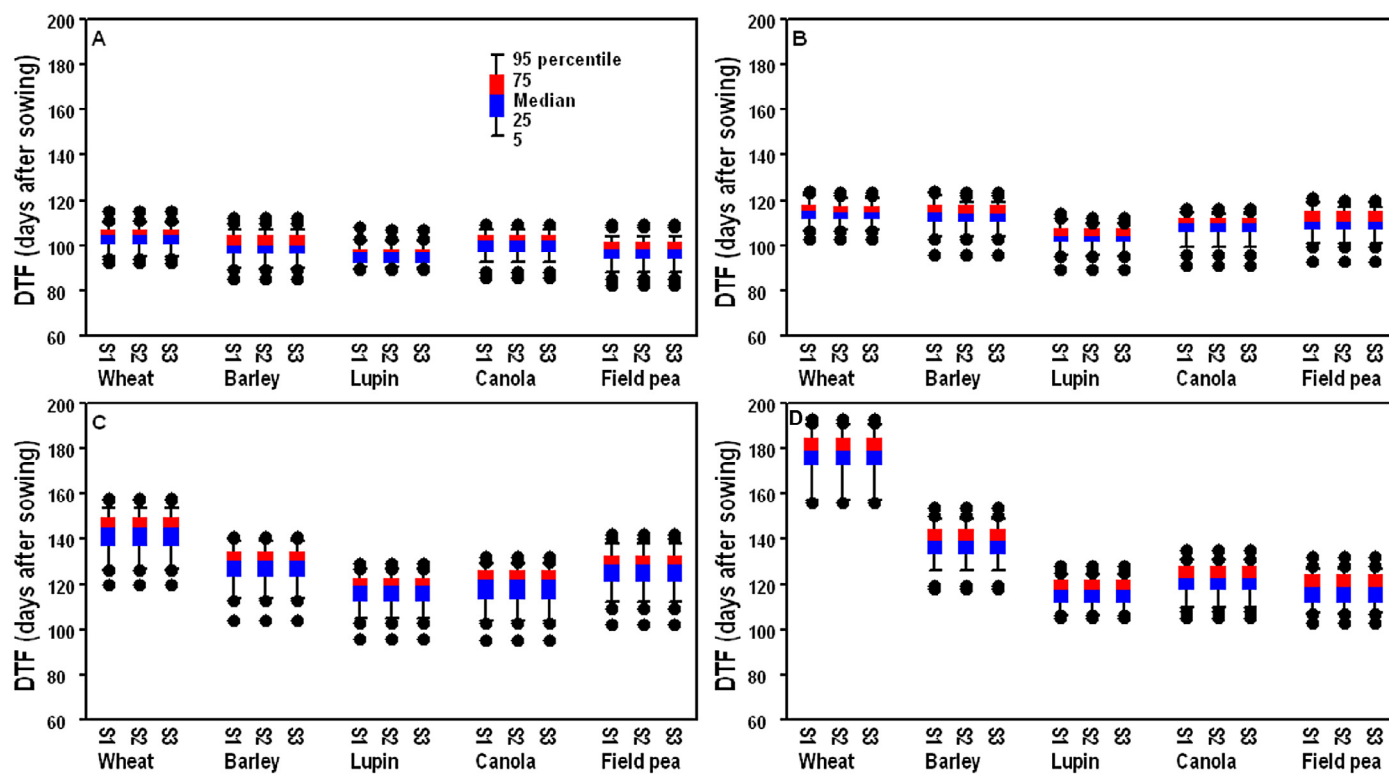 A
95 percentile
75
Median
25
5
DTF (days after sowing)
200
180
160
140
120
100
80
60
S1 S2 S3 S1 S2 S3 S1 S2 S3 S1 S2 S3 S1 S2 S3
Wheat Barley Lupin Canola Field pea
B
DTF (days after sowing)
200
180
160
140
120
100
80
60
S1 S2 S3 S1 S2 S3 S1 S2 S3 S1 S2 S3 S1 S2 S3
Wheat Barley Lupin Canola Field pea
C
DTF (days after sowing)
200
180
160
140
120
100
80
60
S1 S2 S3 S1 S2 S3 S1 S2 S3 S1 S2 S3 S1 S2 S3
Wheat Barley Lupin Canola Field pea
D
DTF (days after sowing)
200
180
160
140
120
100
80
60
S1 S2 S3 S1 S2 S3 S1 S2 S3 S1 S2 S3 S1 S2 S3
Wheat Barley Lupin Canola Field pea